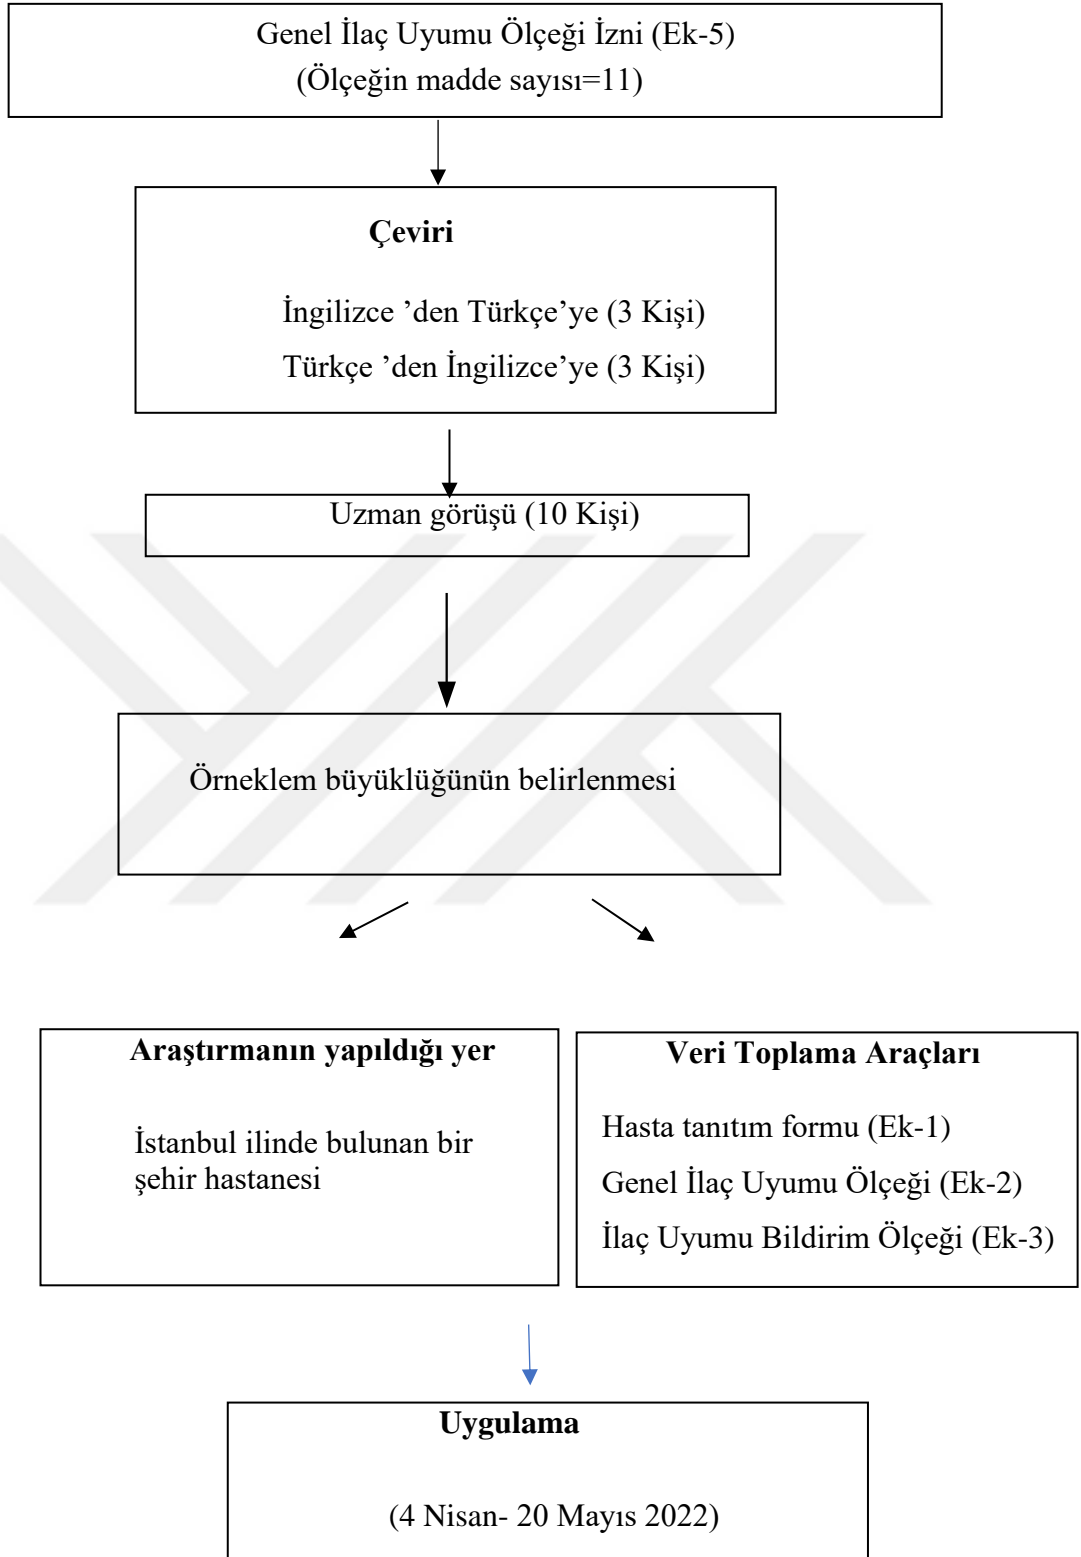 Genel İlaç Uyumu Ölçeği İzni (Ek-5)
(Ölçeğin madde sayısı=11)
Çeviri
İngilizce ’den Türkçe’ye (3 Kişi)
Türkçe ’den İngilizce’ye (3 Kişi)
Uzman görüşü (10 Kişi)
Örneklem büyüklüğünün belirlenmesi
Araştırmanın yapıldığı yer
İstanbul ilinde bulunan bir
şehir hastanesi
Veri Toplama Araçları
Hasta tanıtım formu (Ek-1)
Genel İlaç Uyumu Ölçeği (Ek-2)
İlaç Uyumu Bildirim Ölçeği (Ek-3)
Uygulama
(4 Nisan- 20 Mayıs 2022)